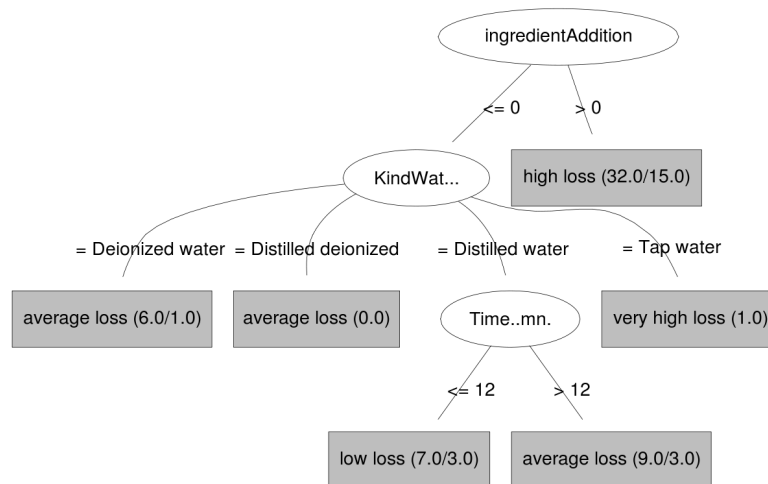 ingredientAddition
<= 0
> 0
KindWat...
high loss (32.0/15.0)
= Deionized water
= Distilled deionized
= Distilled water
= Tap water
average loss (6.0/1.0)
average loss (0.0)
Time..mn.
very high loss (1.0)
<= 12
> 12
low loss (7.0/3.0)
average loss (9.0/3.0)